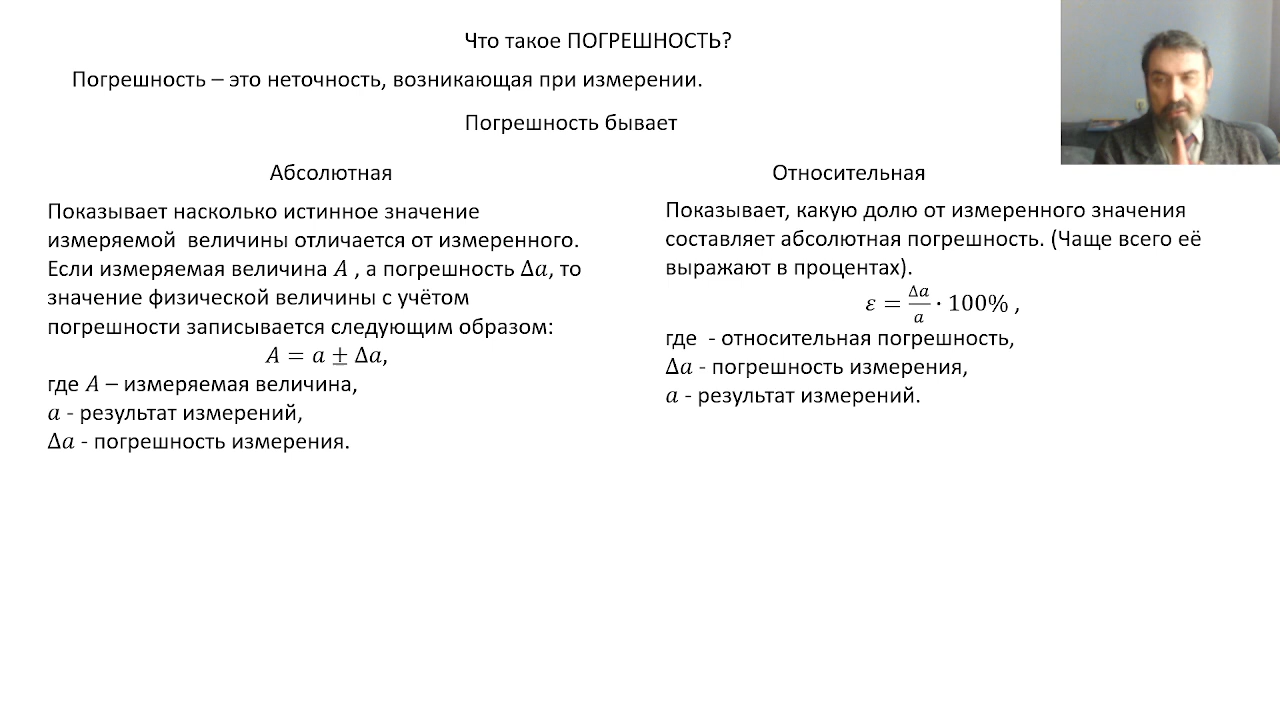 Что такое ПОГРЕШНОСТЬ?
Погрешность – это неточность, возникающая при измерении.
Погрешность бывает
Абсолютная
Показывает насколько истинное значение
измеряемой величины отличается от измеренного.
Если измеряемая величина A , а погрешность Δa, то
значение физической величины с учётом
погрешности записывается следующим образом:
A = a ± Δa,
где A – измеряемая величина,
a - результат измерений,
Δa - погрешность измерения.
Относительная
Показывает, какую долю от измеренного значения
составляет абсолютная погрешность. (Чаще всего её
выражают в процентах).
ε = Δa/a · 100% ,
где - относительная погрешность,
Δa - погрешность измерения,
a - результат измерений.